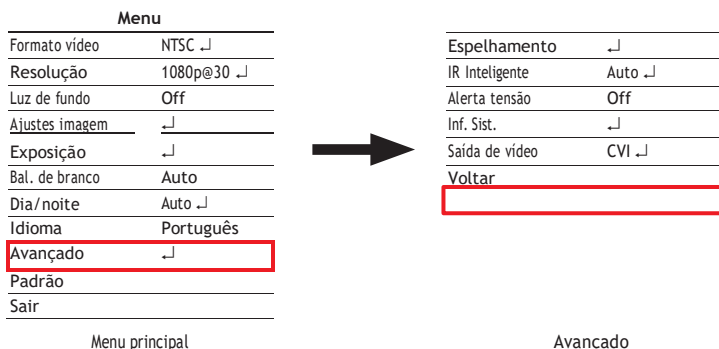 Menu
Formato vídeo NTSC ↵
Resolução 1080p@30 ↵
Luz de fundo Off
Ajustes imagem ↵
Exposição ↵
Bal. de branco Auto
Dia/noite Auto ↵
Idioma Português
Avançado ↵
Padrão
Sair
Menu principal
Espelhamento ↵
IR Inteligente Auto ↵
Alerta tensão Off
Inf. Sist. ↵
Saída de vídeo CVI ↵
Voltar
Avancado